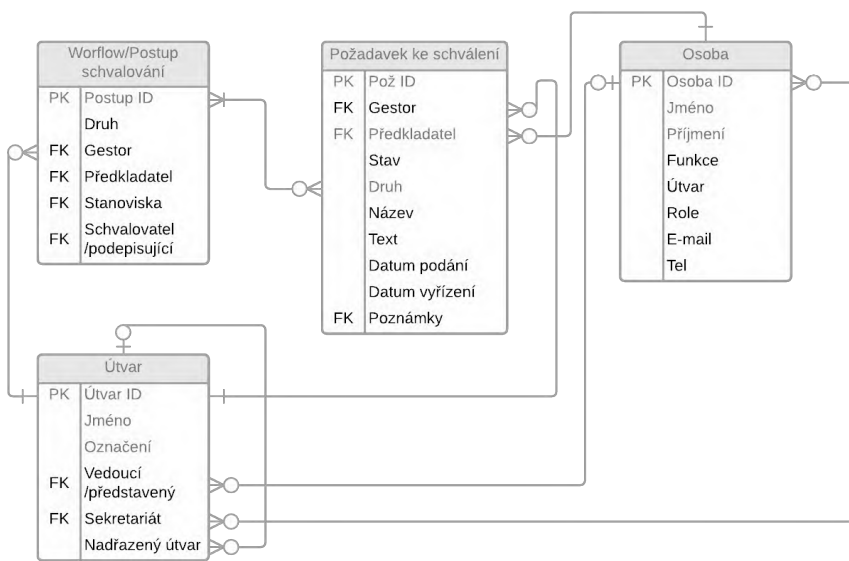 Worflow/Postup
schvalování
PK Postup ID
Druh
FK Gestor
FK Předkladatel
FK Stanoviska
FK Schvalovatel
/podepisující
Požadavek ke schválení
PK Pož ID
FK Gestor
FK Předkladatel
Stav
Druh
Název
Text
Datum podání
Datum vyřízení
FK Poznámky
Osoba
PK Osoba ID
Jméno
Příjmení
Funkce
Útvar
Role
E-mail
Tel
Útvar
PK Útvar ID
Jméno
Označení
FK Vedoucí
/představený
FK Sekretariát
Nadřazený útvar